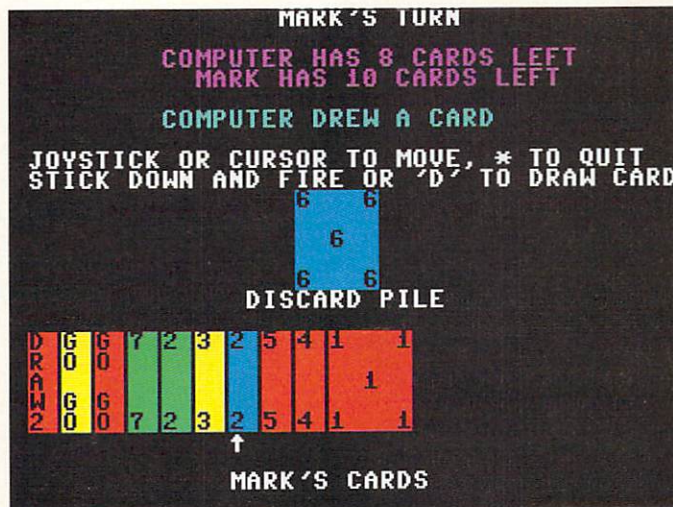 MARK'S TURN
COMPUTER HAS 8 CARDS LEFT
MARK HAS 10 CARDS LEFT
COMPUTER DREW A CARD
JOYSTICK OR CURSOR TO MOVE, * TO QUIT
STICK DOWN AND FIRE OR 'D' TO DRAW CARD
6 6
6
6 6
DISCARD PILE
DRAW2 GO GO 7 2 3 2 5 4 1 1
1
GO GO 7 2 3 2 5 4 1 1
MARK'S CARDS